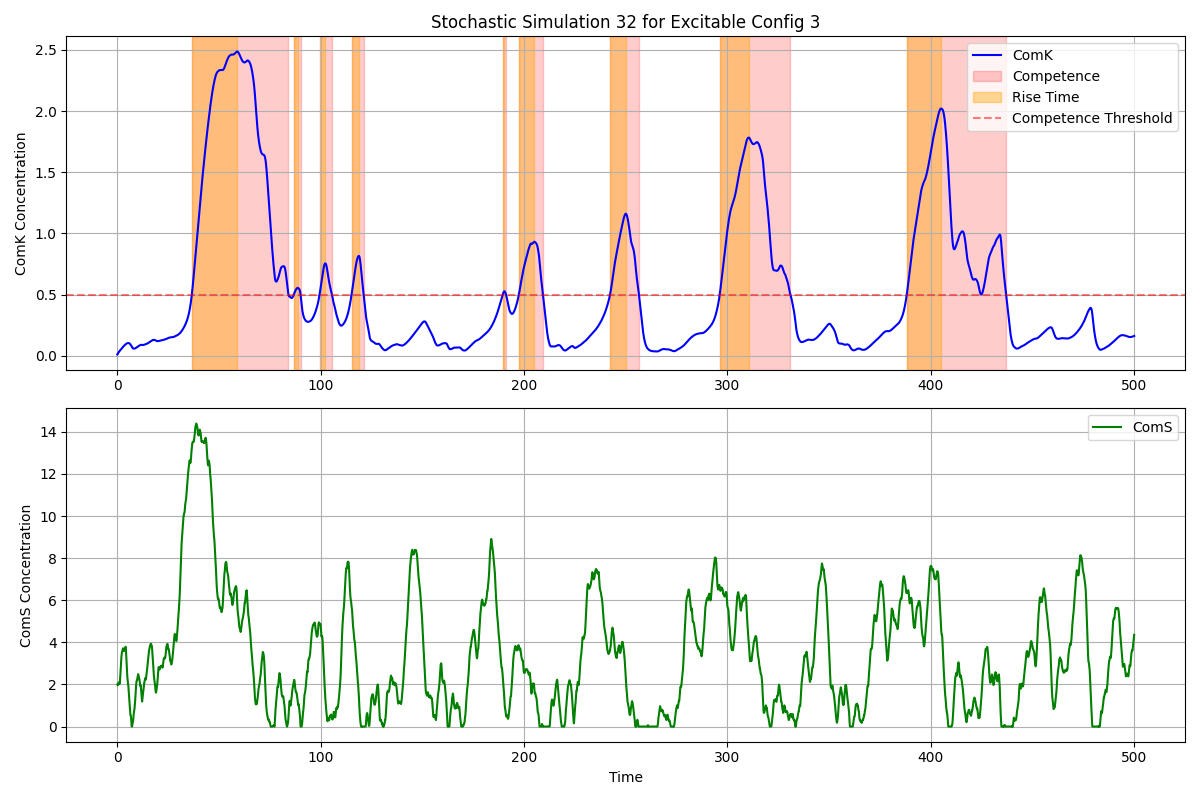 Stochastic Simulation 32 for Excitable Config 3
ComK Concentration
2.5
2.0
1.5
1.0
0.5
0.0
ComK
Competence
Rise Time
Competence Threshold
0 100 200 300 400 500
ComS Concentration
14
12
10
8
6
4
2
0
ComS
0 100 200 300 400 500
Time